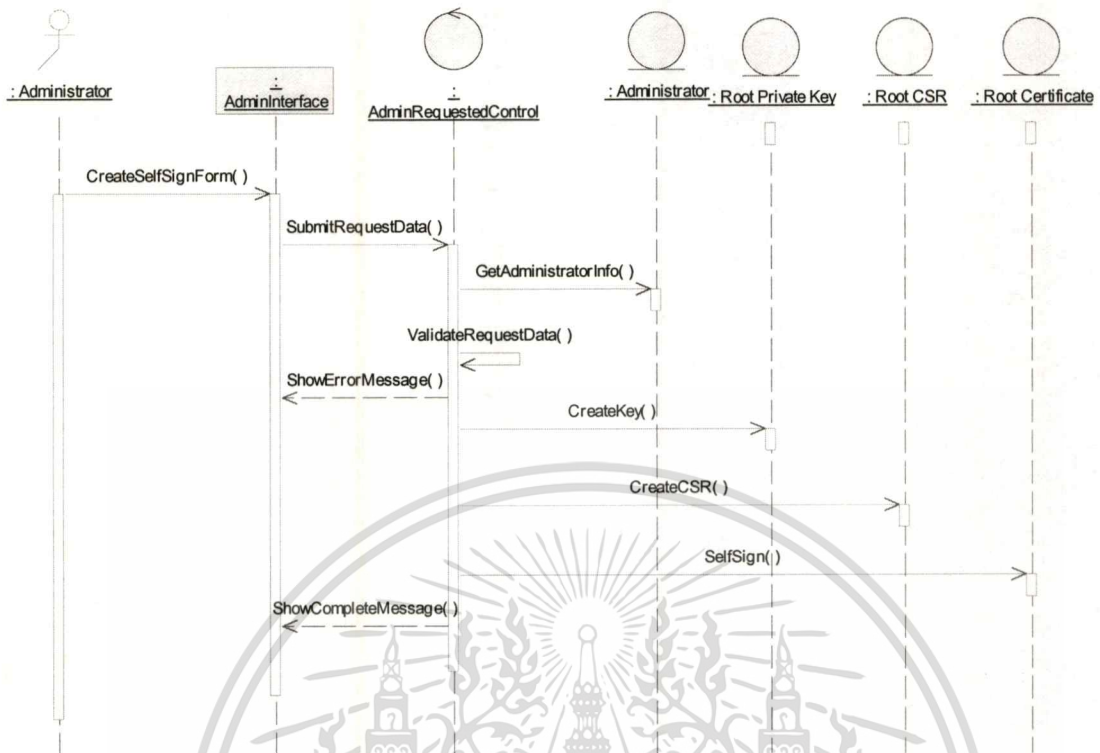 : Administrator
:
AdminInterface
:
AdminRequestedControl
: Administrator
: Root Private Key
: Root CSR
: Root Certificate
CreateSelfSignForm( )
SubmitRequestData( )
GetAdministratorInfo( )
ValidateRequestData( )
ShowErrorMessage( )
CreateKey( )
CreateCSR( )
SelfSign( )
ShowCompleteMessage( )